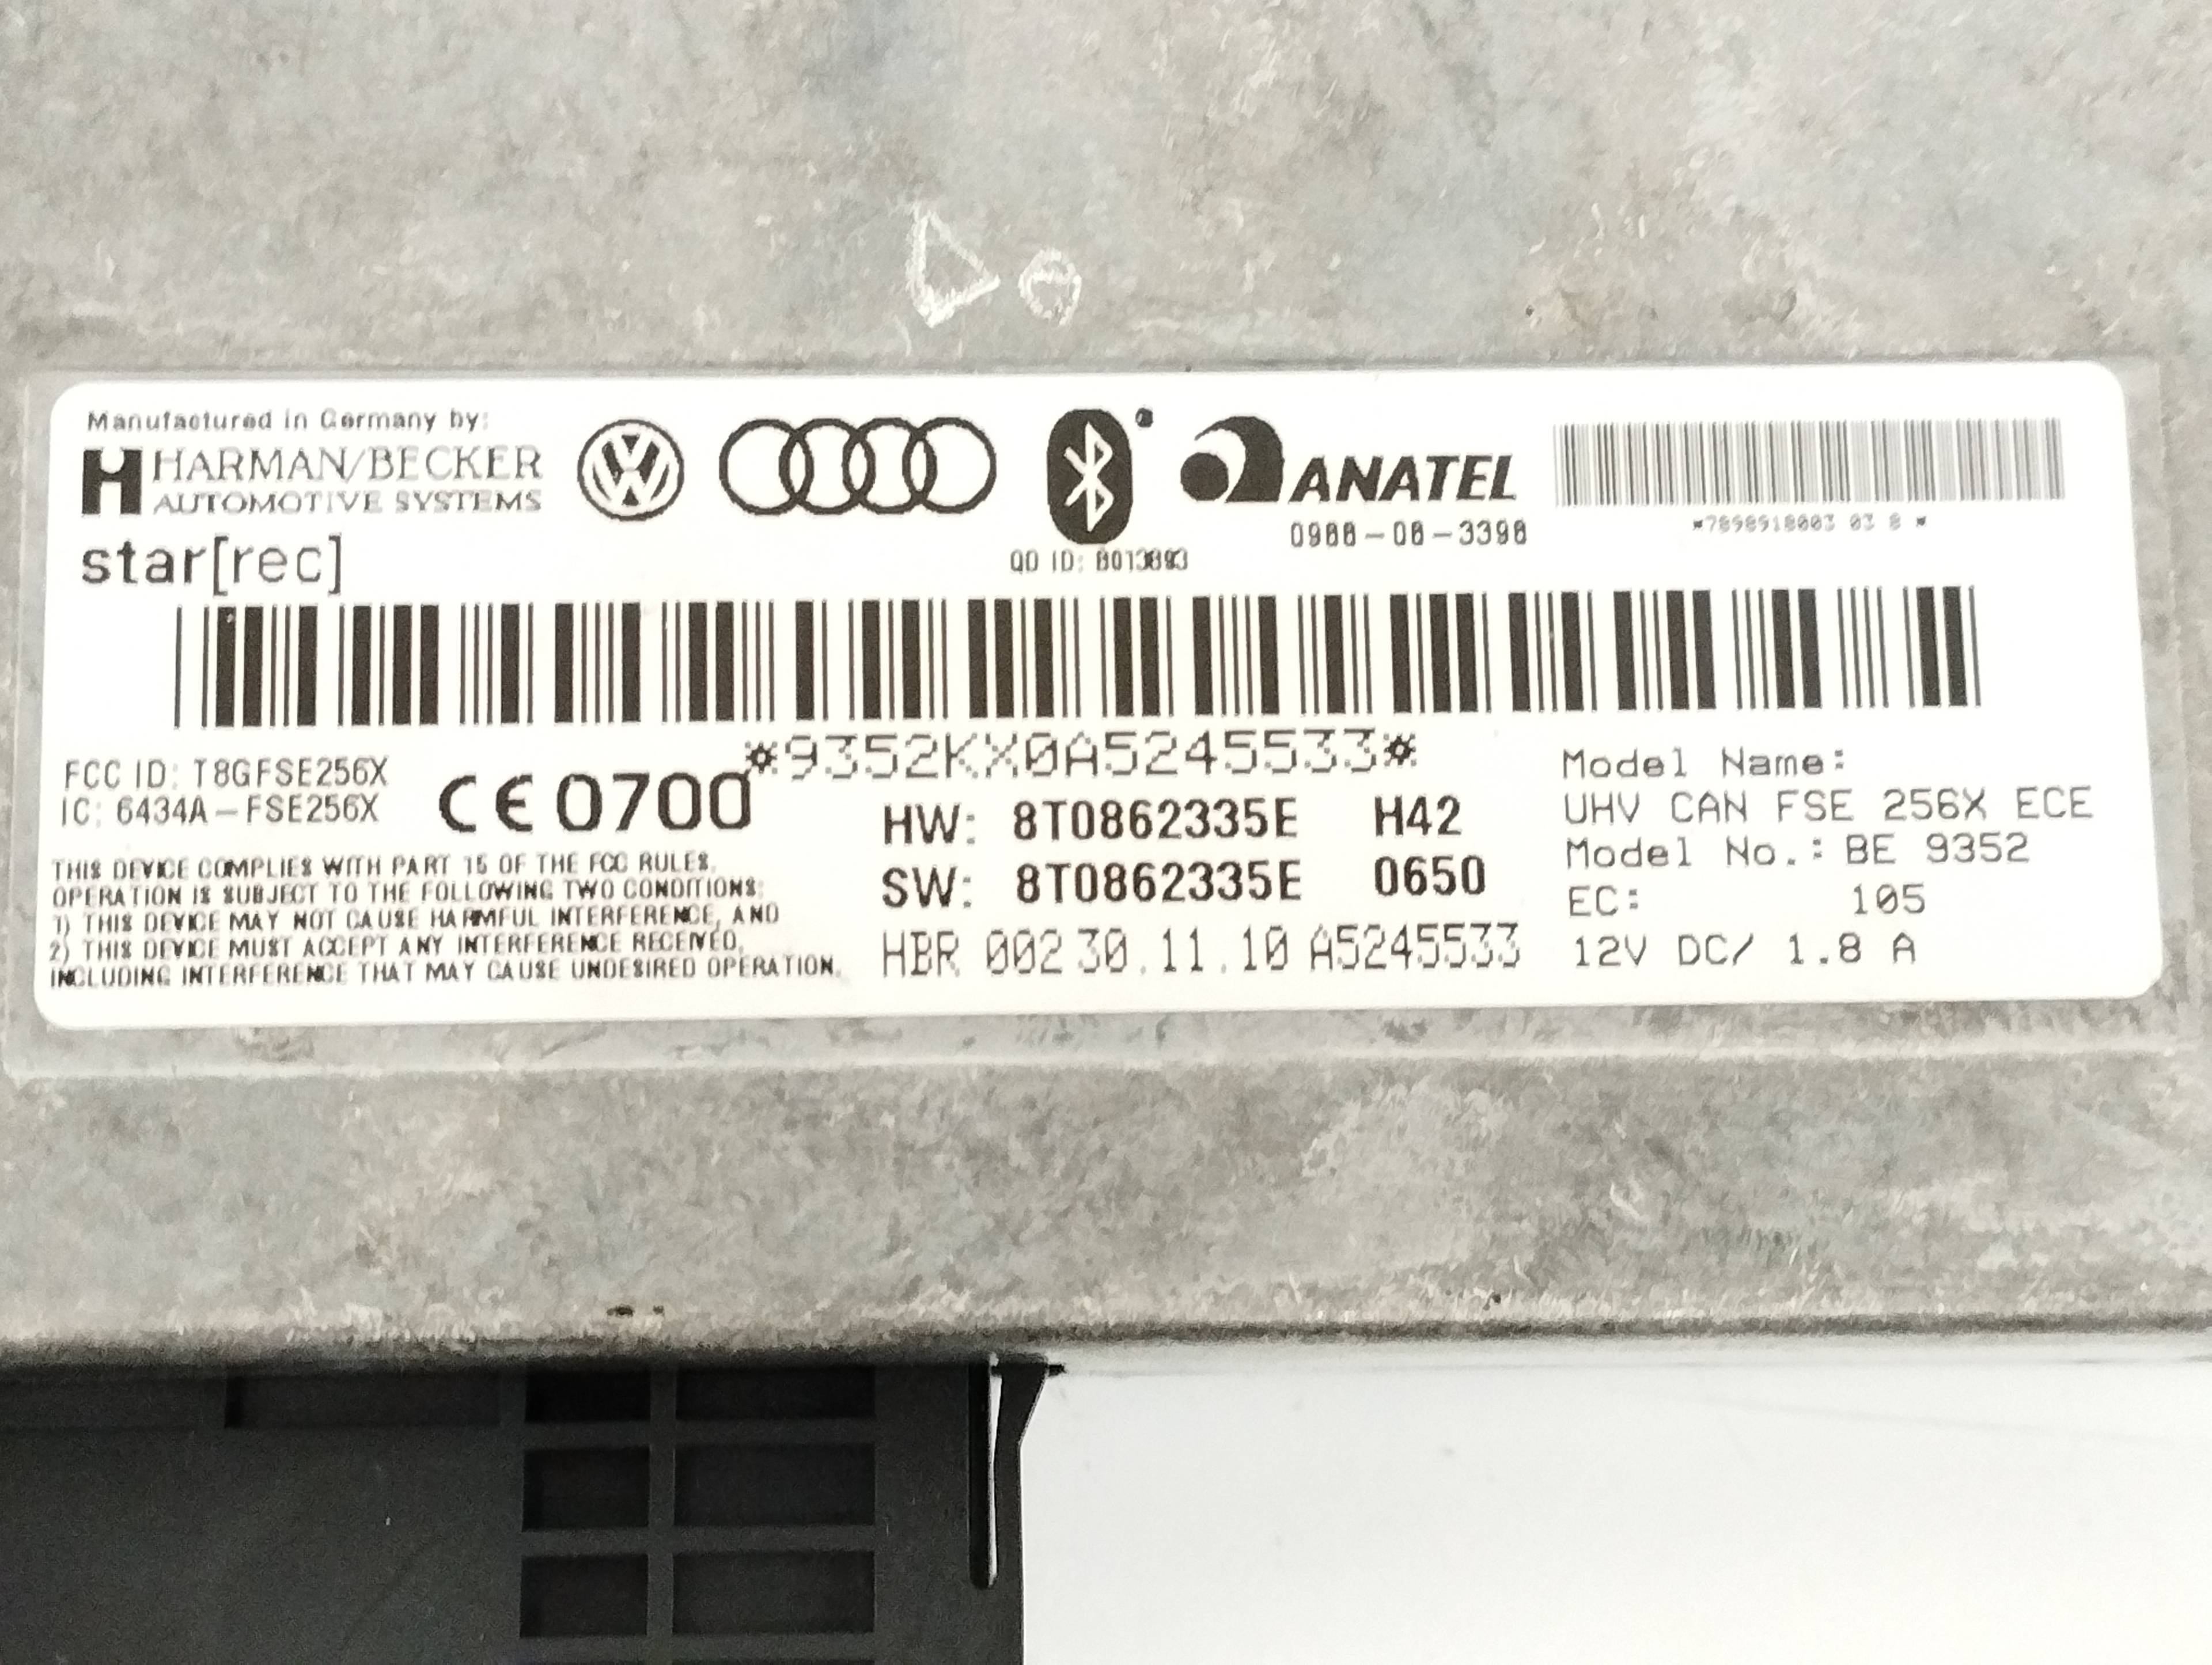 Manufactured in Germany by:
HARMAN/BECKER
AUTOMOTIVE SYSTEMS
star[rec]
QD ID: B013893
ANATEL
0988-08-3398
*7898918003 03 8 *
*9352KX0A5245533*
FCC ID: T8GFSE256X
IC: 6434A-FSE256X
CE0700
THIS DEVICE COMPLIES WITH PART 15 OF THE FCC RULES.
OPERATION IS SUBJECT TO THE FOLLOWING TWO CONDITIONS:
1) THIS DEVICE MAY NOT CAUSE HARMFUL INTERFERENCE, AND
2) THIS DEVICE MUST ACCEPT ANY INTERFERENCE RECEIVED,
INCLUDING INTERFERENCE THAT MAY CAUSE UNDESIRED OPERATION.
HW: 8T0862335E H42
SW: 8T0862335E 0650
HBR 002 30.11.10 A5245533
Model Name:
UHV CAN FSE 256X ECE
Model No.: BE 9352
EC: 105
12V DC/ 1.8 A